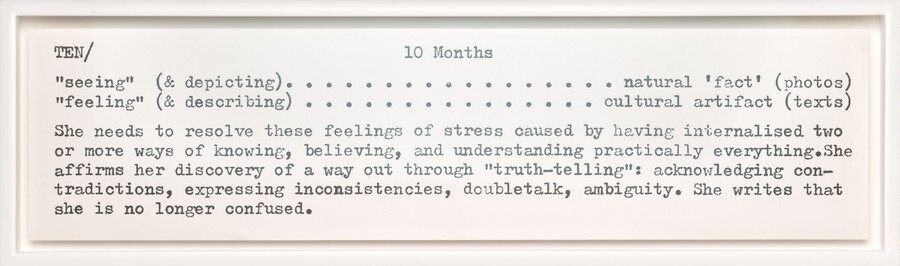 TEN/ 10 Months
"seeing" (& depicting). . . . . . . . . . . . . . . . . natural 'fact' (photos)
"feeling" (& describing) . . . . . . . . . . . . . . . . cultural artifact (texts)
She needs to resolve these feelings of stress caused by having internalised two
or more ways of knowing, believing, and understanding practically everything.She
affirms her discovery of a way out through "truth-telling": acknowledging con-
tradictions, expressing inconsistencies, doubletalk, ambiguity. She writes that
she is no longer confused.